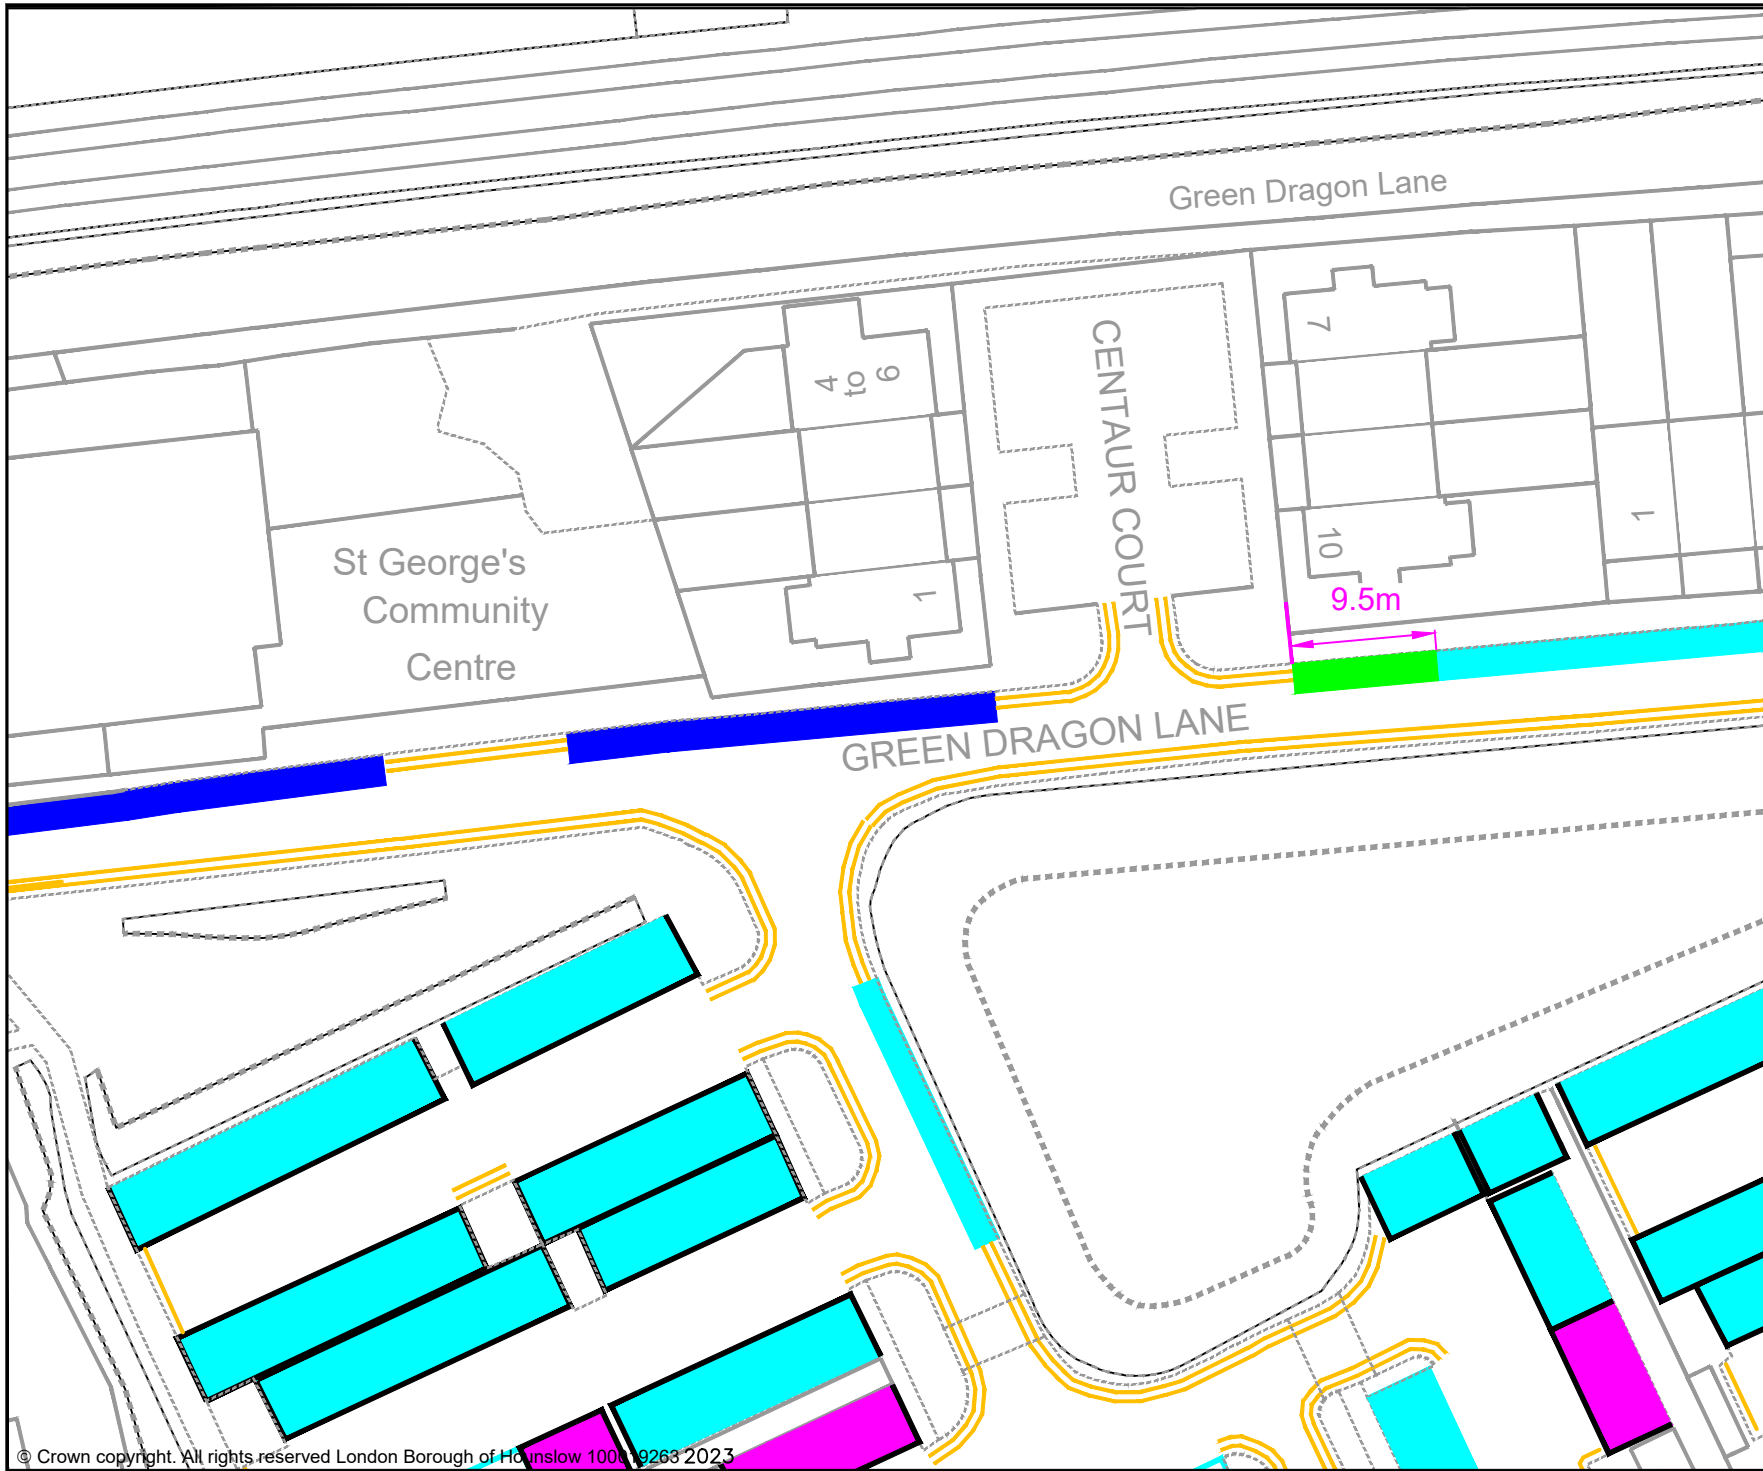 Green Dragon Lane
7
4
to
6
CENTAUR COURT
1
10
St George's
Community
Centre
1
9.5m
GREEN DRAGON LANE
© Crown copyright. All rights reserved London Borough of Hounslow 100019263 2023